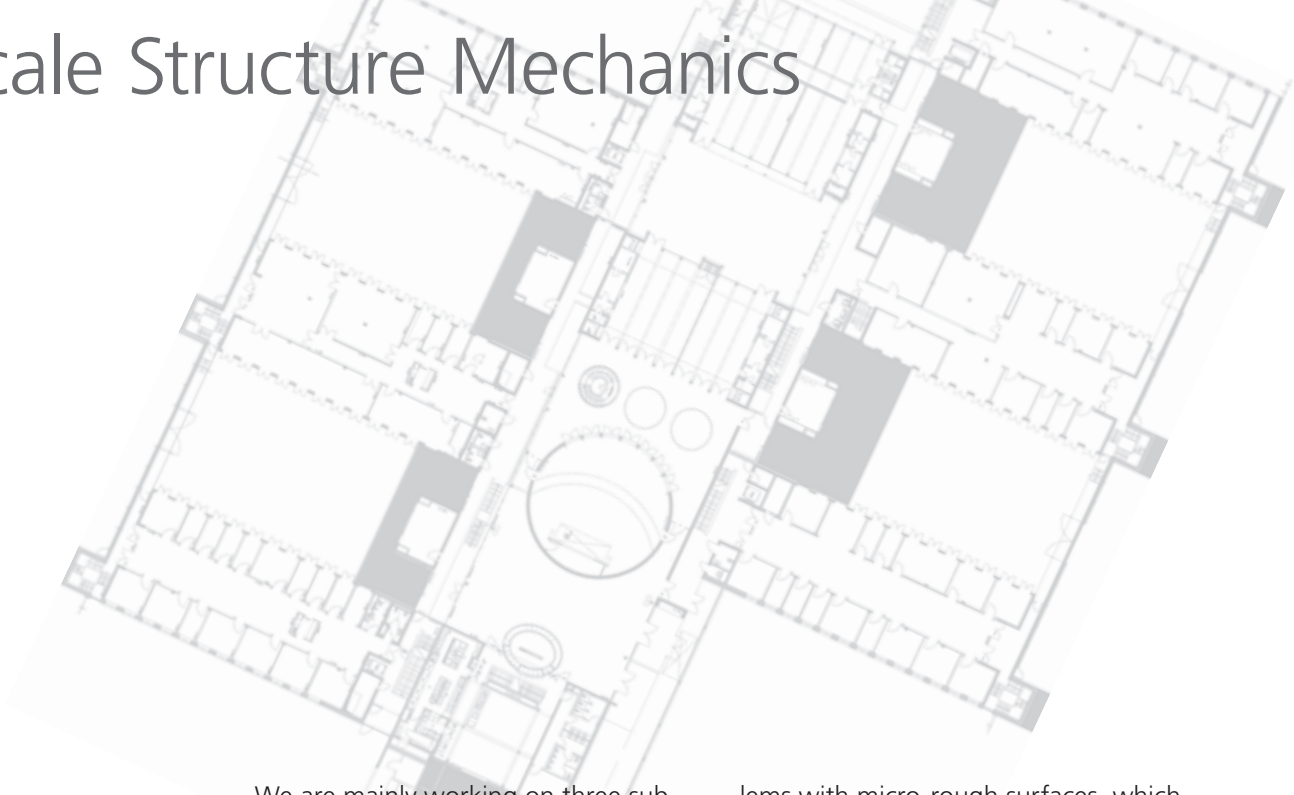 cale Structure Mechanics
We are mainly working on three sub
lems with micro-rough surfaces, which